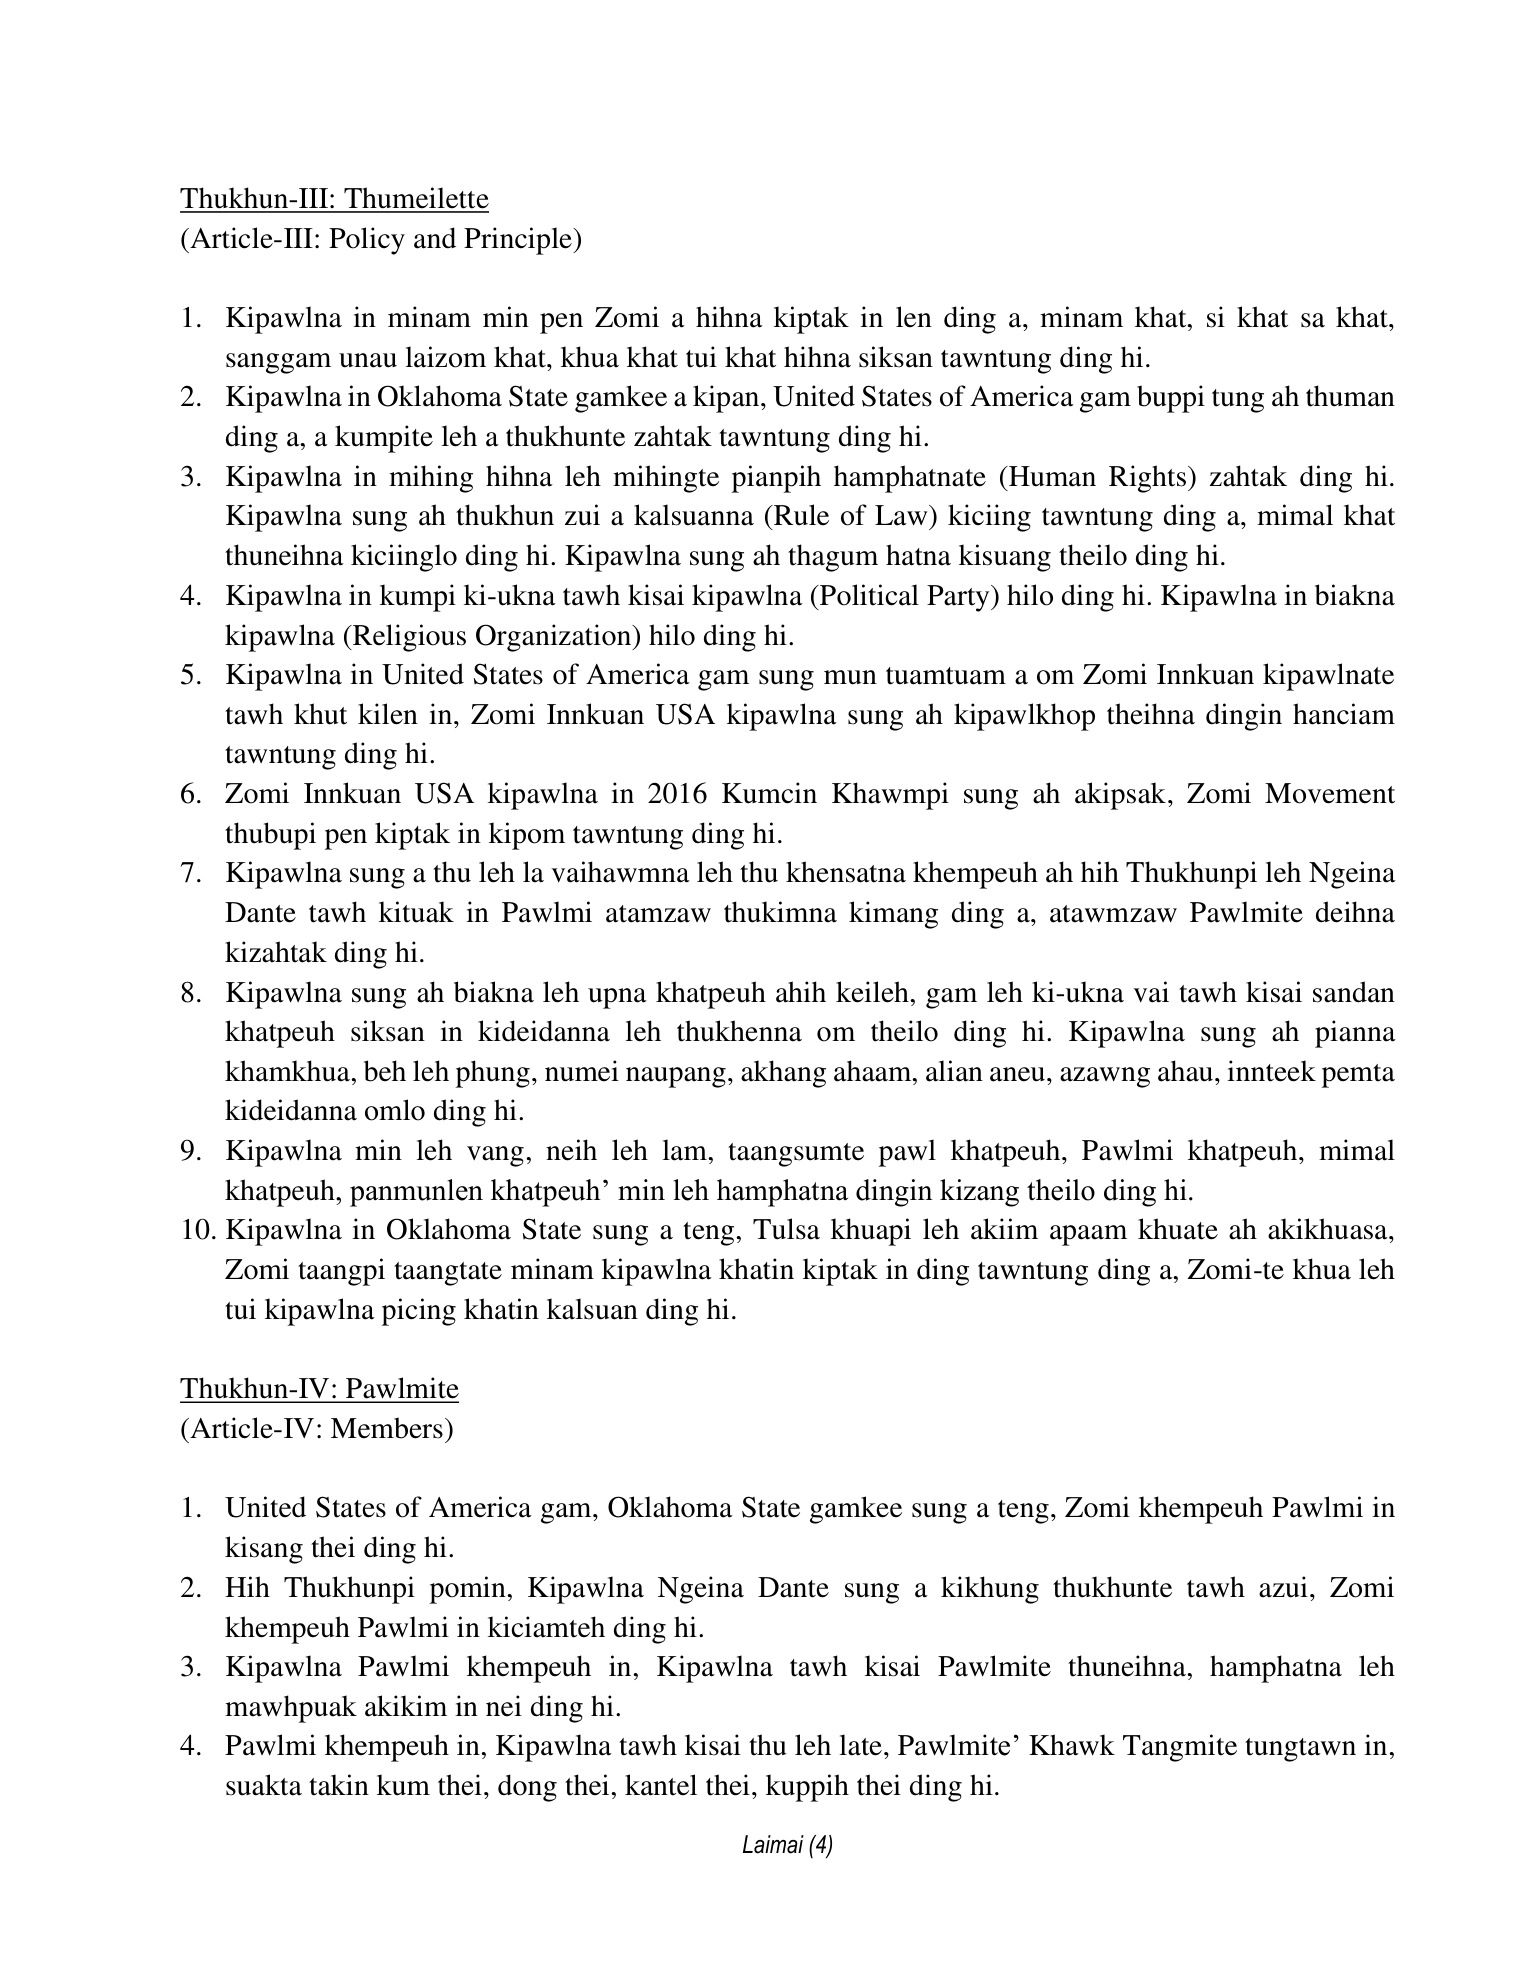 Thukhun-III: Thumeilette
(Article-III: Policy and Principle)
1. Kipawlna in minam min pen Zomi a hihna kiptak in len ding a, minam khat, si khat sa khat,
sanggam unau laizom khat, khua khat tui khat hihna siksan tawntung ding hi.
2. Kipawlna in Oklahoma State gamkee a kipan, United States of America gam buppi tung ah thuman
ding a, a kumpite leh a thukhunte zahtak tawntung ding hi.
3. Kipawlna in mihing hihna leh mihingte pianpih hamphatnate (Human Rights) zahtak ding hi.
Kipawlna sung ah thukhun zui a kalsuanna (Rule of Law) kiciing tawntung ding a, mimal khat
thuneihna kiciinglo ding hi. Kipawlna sung ah thagum hatna kisuang theilo ding hi.
4. Kipawlna in kumpi ki-ukna tawh kisai kipawlna (Political Party) hilo ding hi. Kipawlna in biakna
kipawlna (Religious Organization) hilo ding hi.
5. Kipawlna in United States of America gam sung mun tuamtuam a om Zomi Innkuan kipawlnate
tawh khut kilen in, Zomi Innkuan USA kipawlna sung ah kipawlkhop theihna dingin hanciam
tawntung ding hi.
6. Zomi Innkuan USA kipawlna in 2016 Kumcin Khawmpi sung ah akipsak, Zomi Movement
thubupi pen kiptak in kipom tawntung ding hi.
7. Kipawlna sung a thu leh la vaihawmna leh thu khensatna khempeuh ah hih Thukhunpi leh Ngeina
Dante tawh kituak in Pawlmi atamzaw thukimna kimang ding a, atawmzaw Pawlmite deihna
kizahtak ding hi.
8. Kipawlna sung ah biakna leh upna khatpeuh ahih keileh, gam leh ki-ukna vai tawh kisai sandan
khatpeuh siksan in kideidanna leh thukhenna om theilo ding hi. Kipawlna sung ah pianna
khamkhua, beh leh phung, numei naupang, akhang ahaam, alian aneu, azawng ahau, innteek pemta
kideidanna omlo ding hi.
9. Kipawlna min leh vang, neih leh lam, taangsumte pawl khatpeuh, Pawlmi khatpeuh, mimal
khatpeuh, panmunlen khatpeuh’ min leh hamphatna dingin kizang theilo ding hi.
10. Kipawlna in Oklahoma State sung a teng, Tulsa khuapi leh akiim apaam khuate ah akikhuasa,
Zomi taangpi taangtate minam kipawlna khatin kiptak in ding tawntung ding a, Zomi-te khua leh
tui kipawlna picing khatin kalsuan ding hi.
Thukhun-IV: Pawlmite
(Article-IV: Members)
1. United States of America gam, Oklahoma State gamkee sung a teng, Zomi khempeuh Pawlmi in
kisang thei ding hi.
2. Hih Thukhunpi pomin, Kipawlna Ngeina Dante sung a kikhung thukhunte tawh azui, Zomi
khempeuh Pawlmi in kiciamteh ding hi.
3. Kipawlna Pawlmi khempeuh in, Kipawlna tawh kisai Pawlmite thuneihna, hamphatna leh
mawhpuak akikim in nei ding hi.
4. Pawlmi khempeuh in, Kipawlna tawh kisai thu leh late, Pawlmite’ Khawk Tangmite tungtawn in,
suakta takin kum thei, dong thei, kantel thei, kuppih thei ding hi.
Laimai (4)